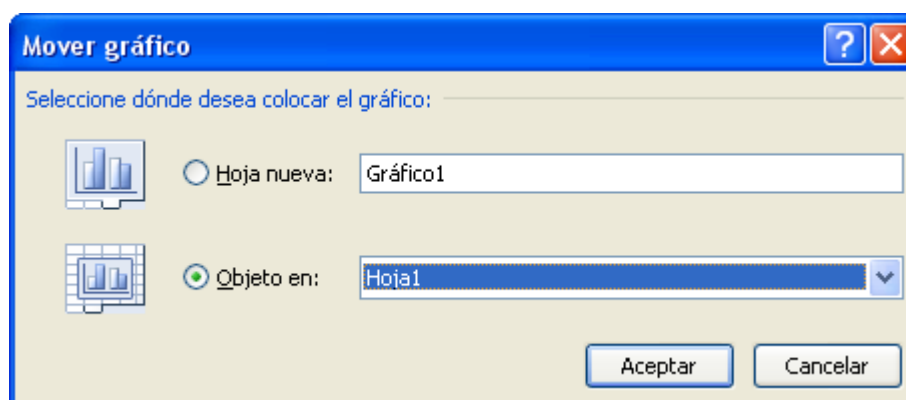 Mover gráfico
?
Seleccione dónde desea colocar el gráfico:
Hoja nueva: Gráfico1
Objeto en: Hoja1
Aceptar Cancelar